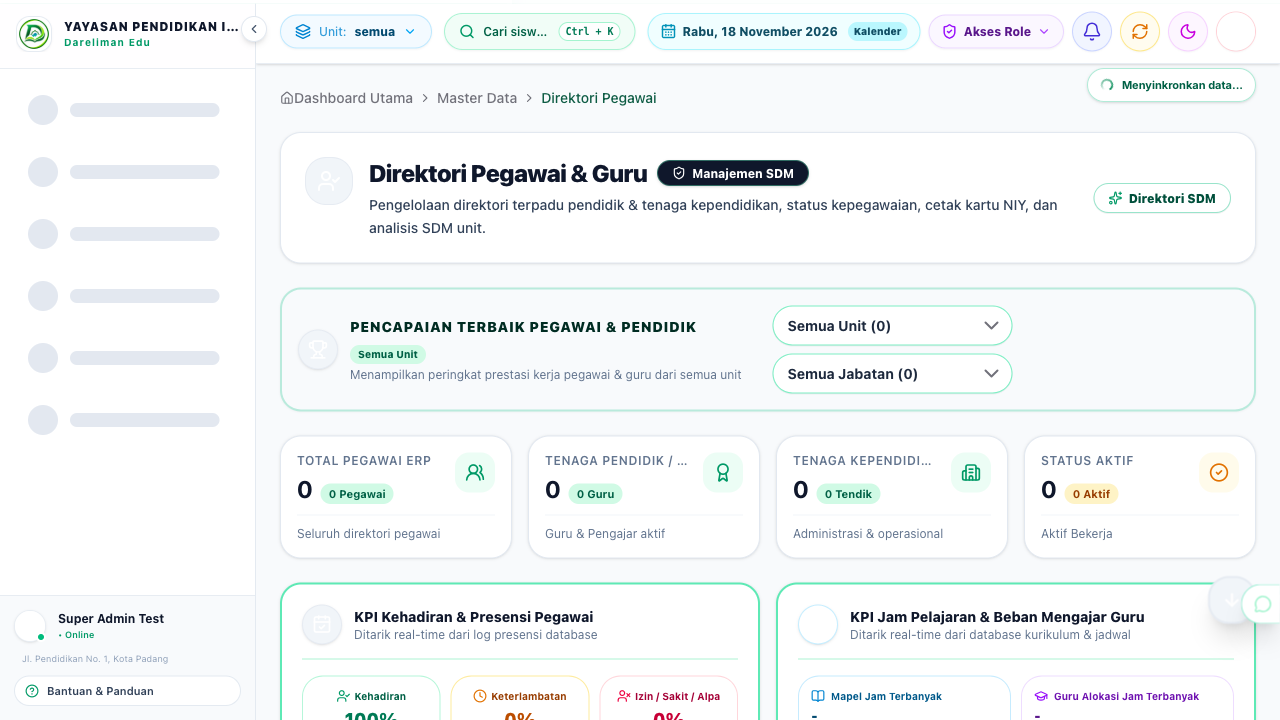 YAYASAN PENDIDIKAN I...
Dareliman Edu
Unit: semua
Cari sisw...
Ctrl + K
Rabu, 18 November 2026
Kalender
Akses Role
Menyinkronkan data...
Dashboard Utama
Master Data
Direktori Pegawai
Direktori Pegawai & Guru
Manajemen SDM
Pengelolaan direktori terpadu pendidik & tenaga kependidikan, status kepegawaian, cetak kartu NIY, dan
analisis SDM unit.
Direktori SDM
PENCAPAIAN TERBAIK PEGAWAI & PENDIDIK
Semua Unit
Menampilkan peringkat prestasi kerja pegawai & guru dari semua unit
Semua Unit (0)
Semua Jabatan (0)
TOTAL PEGAWAI ERP
0
0 Pegawai
Seluruh direktori pegawai
TENAGA PENDIDIK / ...
0
0 Guru
Guru & Pengajar aktif
TENAGA KEPENDIDI...
0
0 Tendik
Administrasi & operasional
STATUS AKTIF
0
0 Aktif
Aktif Bekerja
KPI Kehadiran & Presensi Pegawai
Ditarik real-time dari log presensi database
Kehadiran
100%
Keterlambatan
0%
Izin / Sakit / Alpa
0%
KPI Jam Pelajaran & Beban Mengajar Guru
Ditarik real-time dari database kurikulum & jadwal
Mapel Jam Terbanyak
-
Guru Alokasi Jam Terbanyak
-
Super Admin Test
• Online
Jl. Pendidikan No. 1, Kota Padang
Bantuan & Panduan